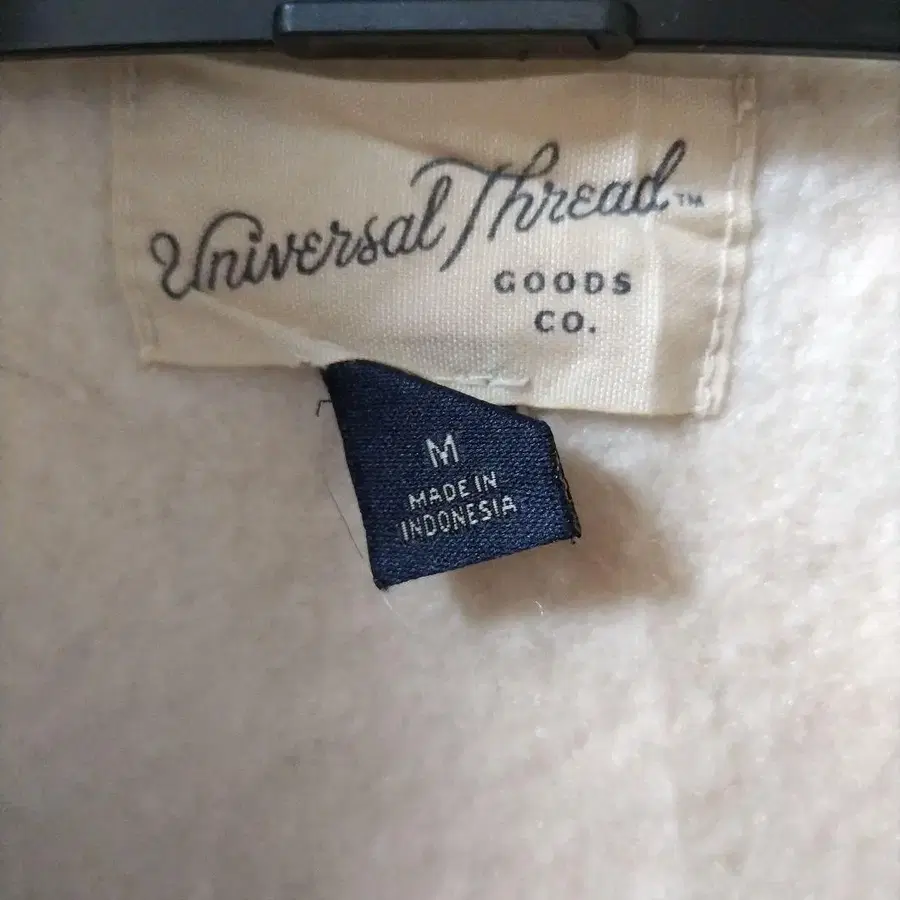 Universal Thread™
GOODS
CO.
M
MADE IN
INDONESIA